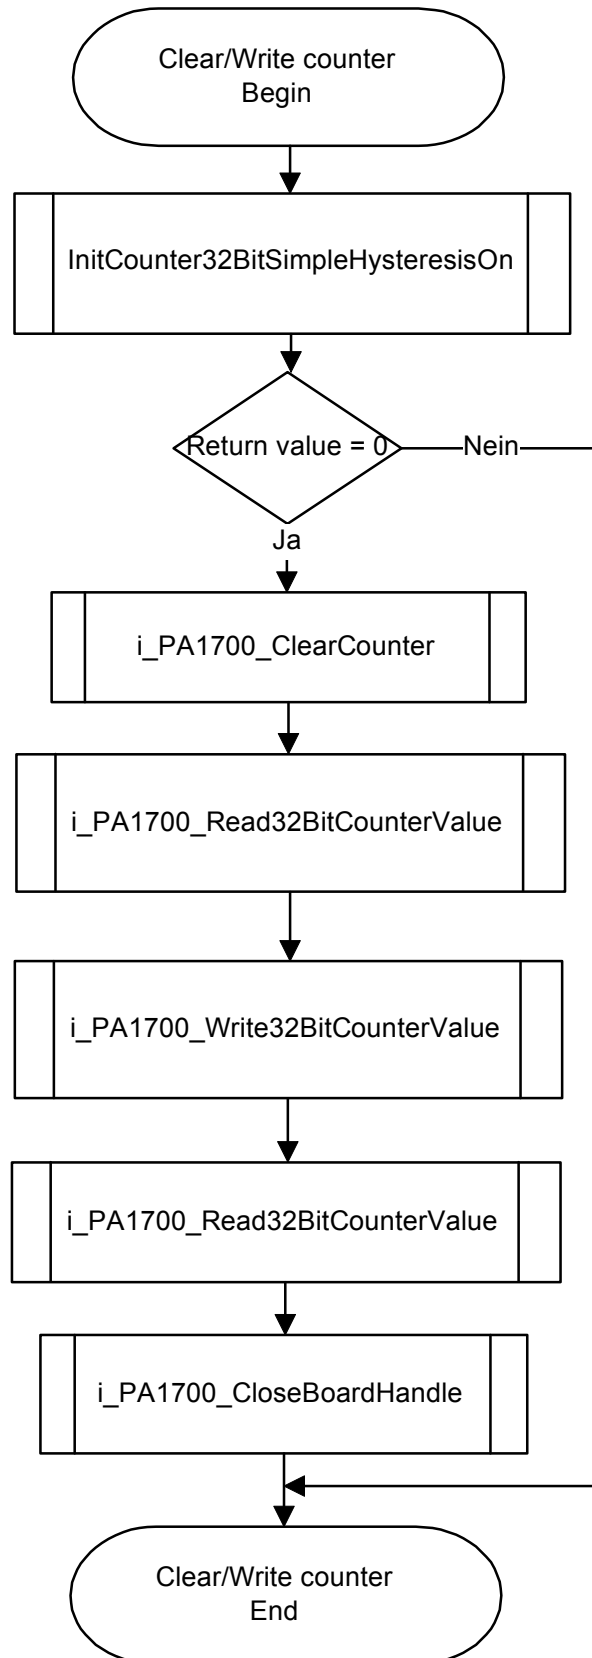 Clear/Write counter
Begin
InitCounter32BitSimpleHysteresisOn
Return value = 0
Nein
Ja
i_PA1700_ClearCounter
i_PA1700_Read32BitCounterValue
i_PA1700_Write32BitCounterValue
i_PA1700_Read32BitCounterValue
i_PA1700_CloseBoardHandle
Clear/Write counter
End